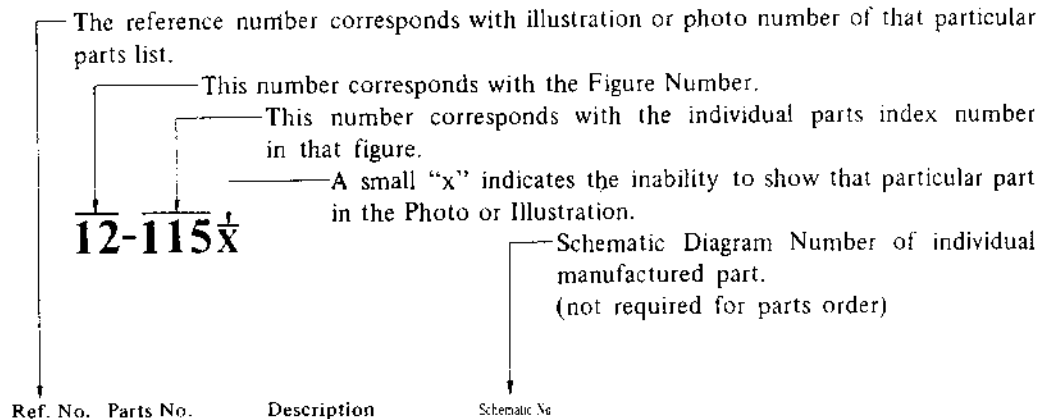 The reference number corresponds with illustration or photo number of that particular
parts list.
This number corresponds with the Figure Number.
This number corresponds with the individual parts index number
in that figure.
A small “x” indicates the inability to show that particular part
in the Photo or Illustration.
12-115x
Schematic Diagram Number of individual
manufactured part.
(not required for parts order)
Ref. No. Parts No. Description Schematic No